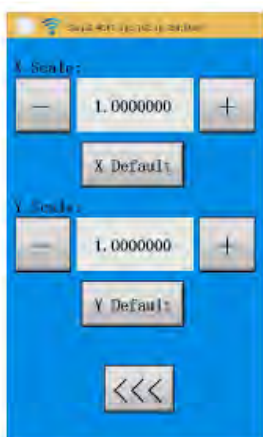 X Scale:
- 1.0000000 +
X Default
Y Scale:
- 1.0000000 +
Y Default
<<<